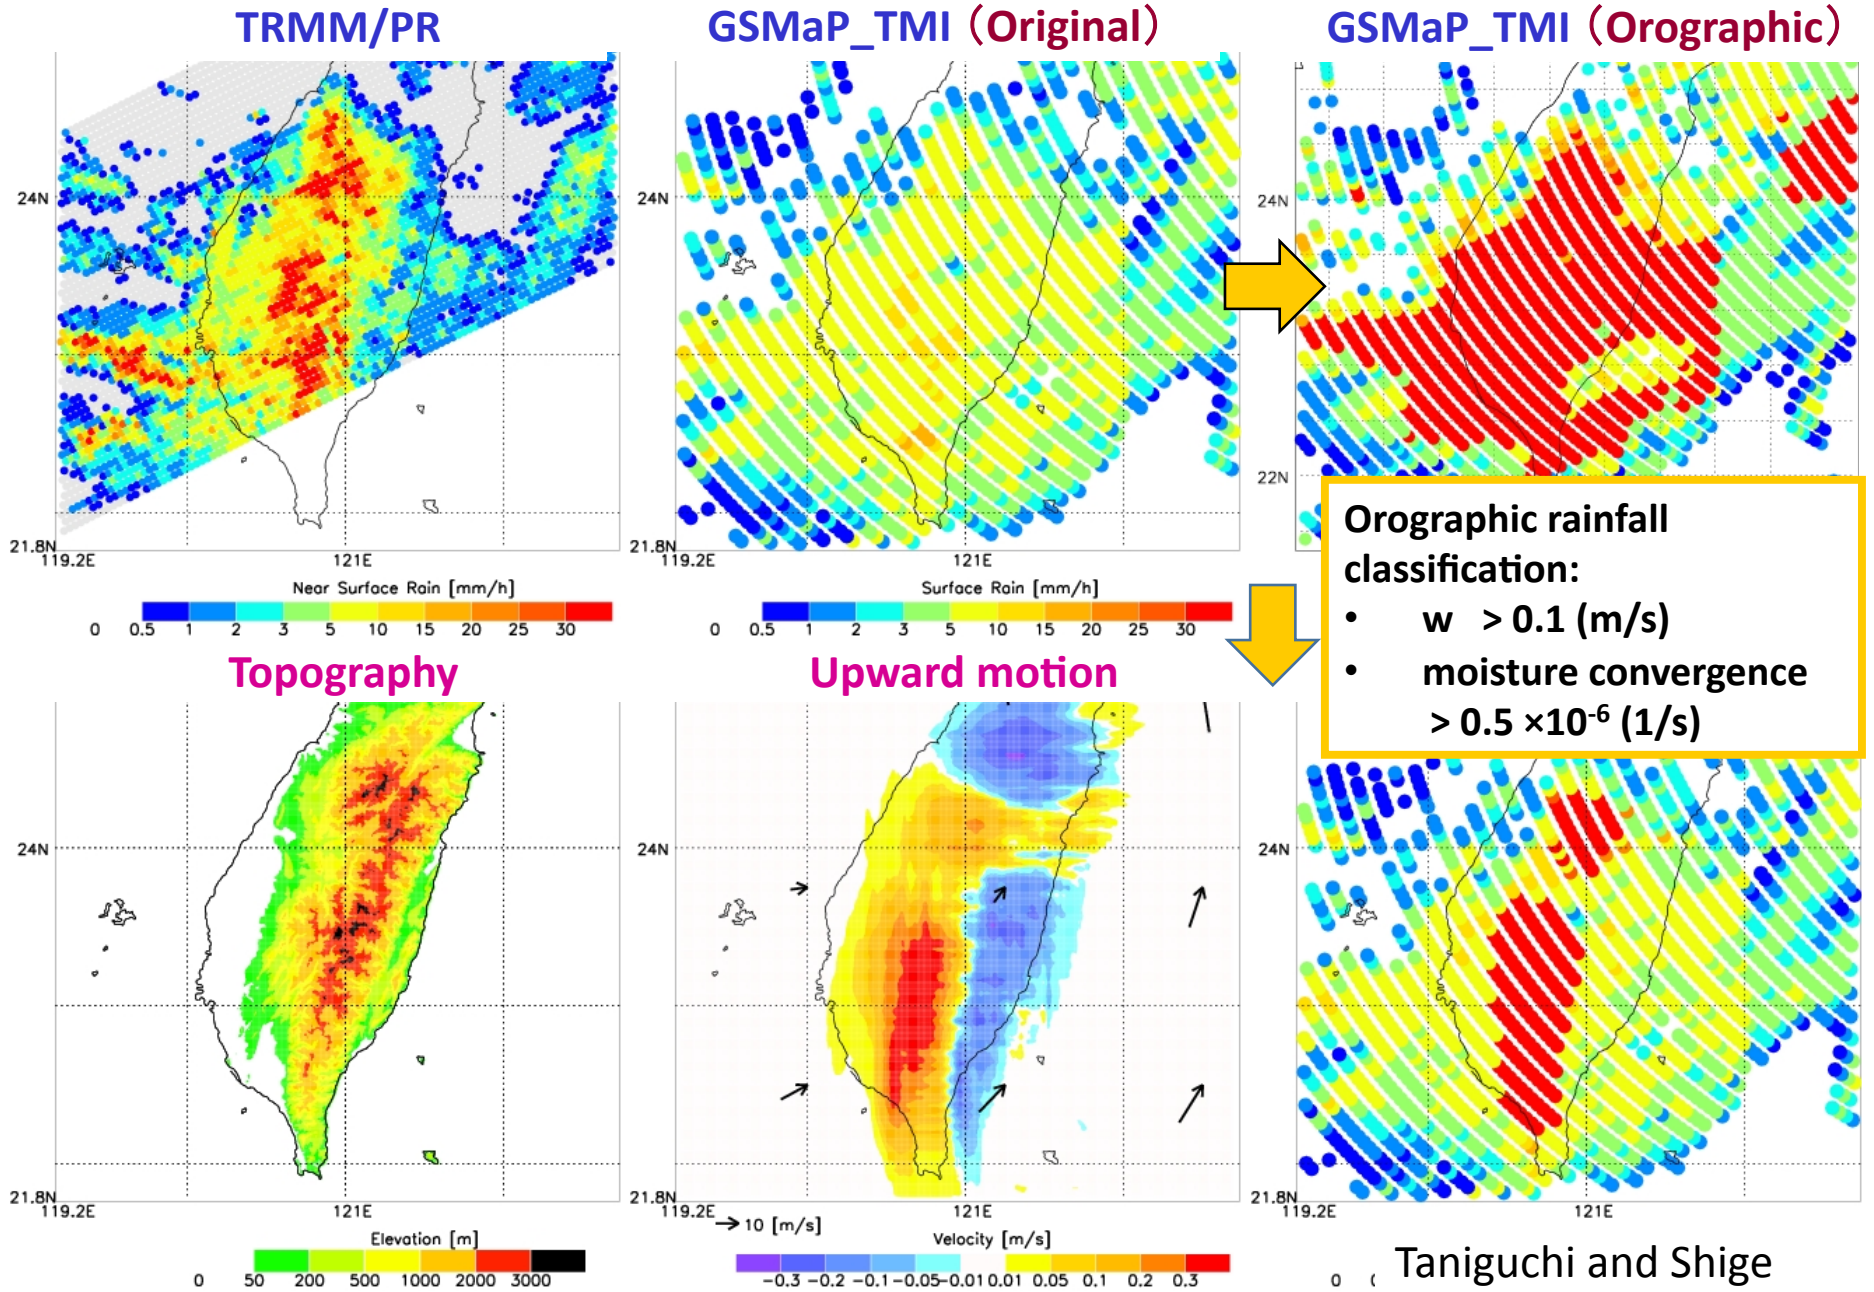 TRMM/PR
GSMaP_TMI（Original）
GSMaP_TMI（Orographic）
24N
21.8N
119.2E
121E
Near Surface Rain [mm/h]
0 0.5 1 2 3 5 10 15 20 25 30
24N
21.8N
119.2E
121E
Surface Rain [mm/h]
0 0.5 1 2 3 5 10 15 20 25 30
24N
22N
Orographic rainfall
classification:
• w > 0.1 (m/s)
• moisture convergence
> 0.5 ×10⁻⁶ (1/s)
Topography
24N
21.8N
119.2E
121E
Elevation [m]
0 50 200 500 1000 2000 3000
Upward motion
24N
21.8N
119.2E
121E
10 [m/s]
Velocity [m/s]
−0.3 −0.2 −0.1 −0.05 −0.01 0.01 0.05 0.1 0.2 0.3
24N
21.8N
119.2E
121E
0
Taniguchi and Shige